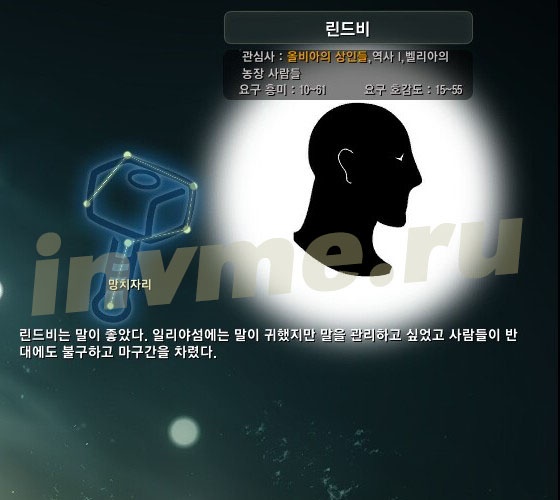 린드비
관심사 : 올비아의 상인들,역사 I,벨리아의
농장 사람들
요구 흥미 : 10~61 요구 호감도 : 15~55
망치자리
invme.ru
린드비는 말이 좋았다. 일리야섬에는 말이 귀했지만 말을 관리하고 싶었고 사람들이 반
대에도 불구하고 마구간을 차렸다.